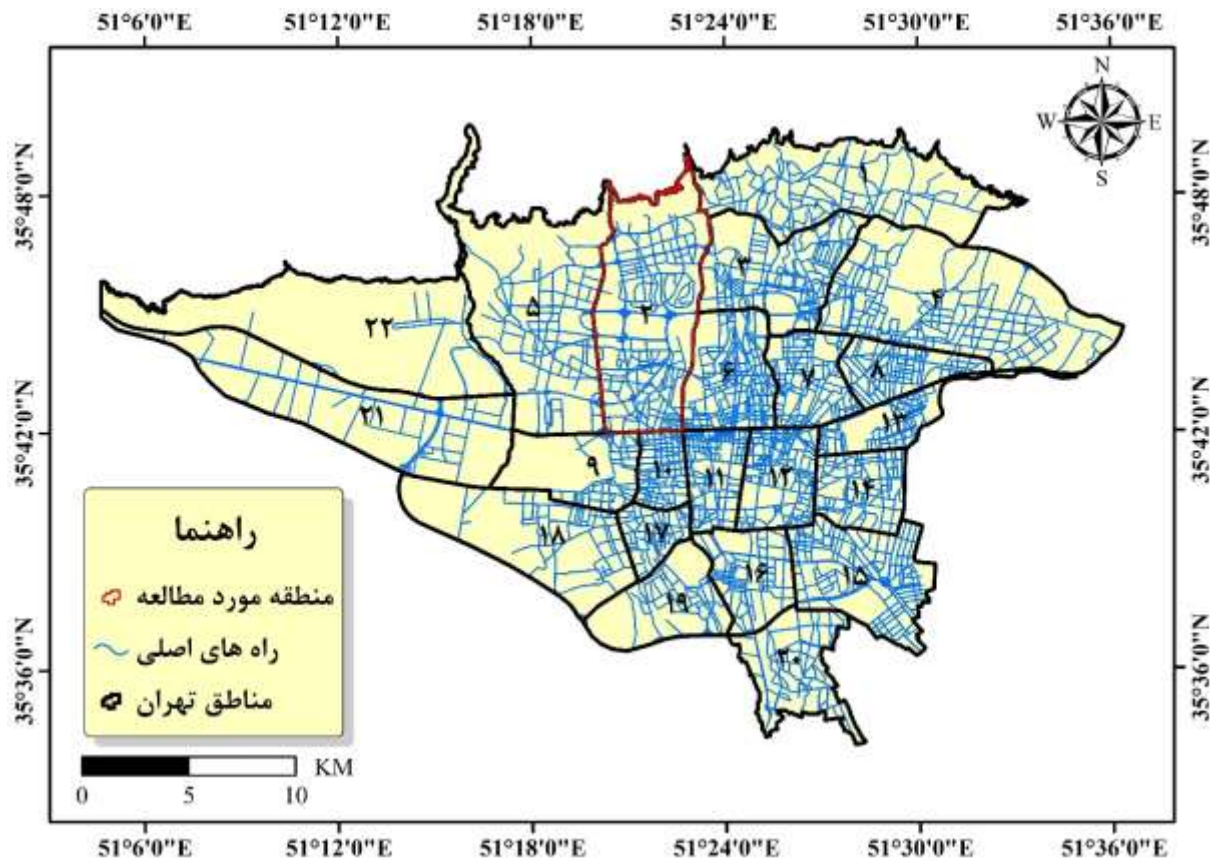 51°6'0"E 51°12'0"E 51°18'0"E 51°24'0"E 51°30'0"E 51°36'0"E
N
W E
S
35°48'0"N 35°48'0"N
35°42'0"N 35°42'0"N
35°36'0"N 35°36'0"N
۱
۳
۴
۵
۲
۲۲
۶
۷
۸
۲۱
۱۳
۹
۱۰
۱۱
۱۲
۱۴
۱۸
۱۷
۱۶
۱۵
۱۹
۲۰
راهنما
منطقه مورد مطالعه
راه های اصلی
مناطق تهران
KM
0 5 10
51°6'0"E 51°12'0"E 51°18'0"E 51°24'0"E 51°30'0"E 51°36'0"E